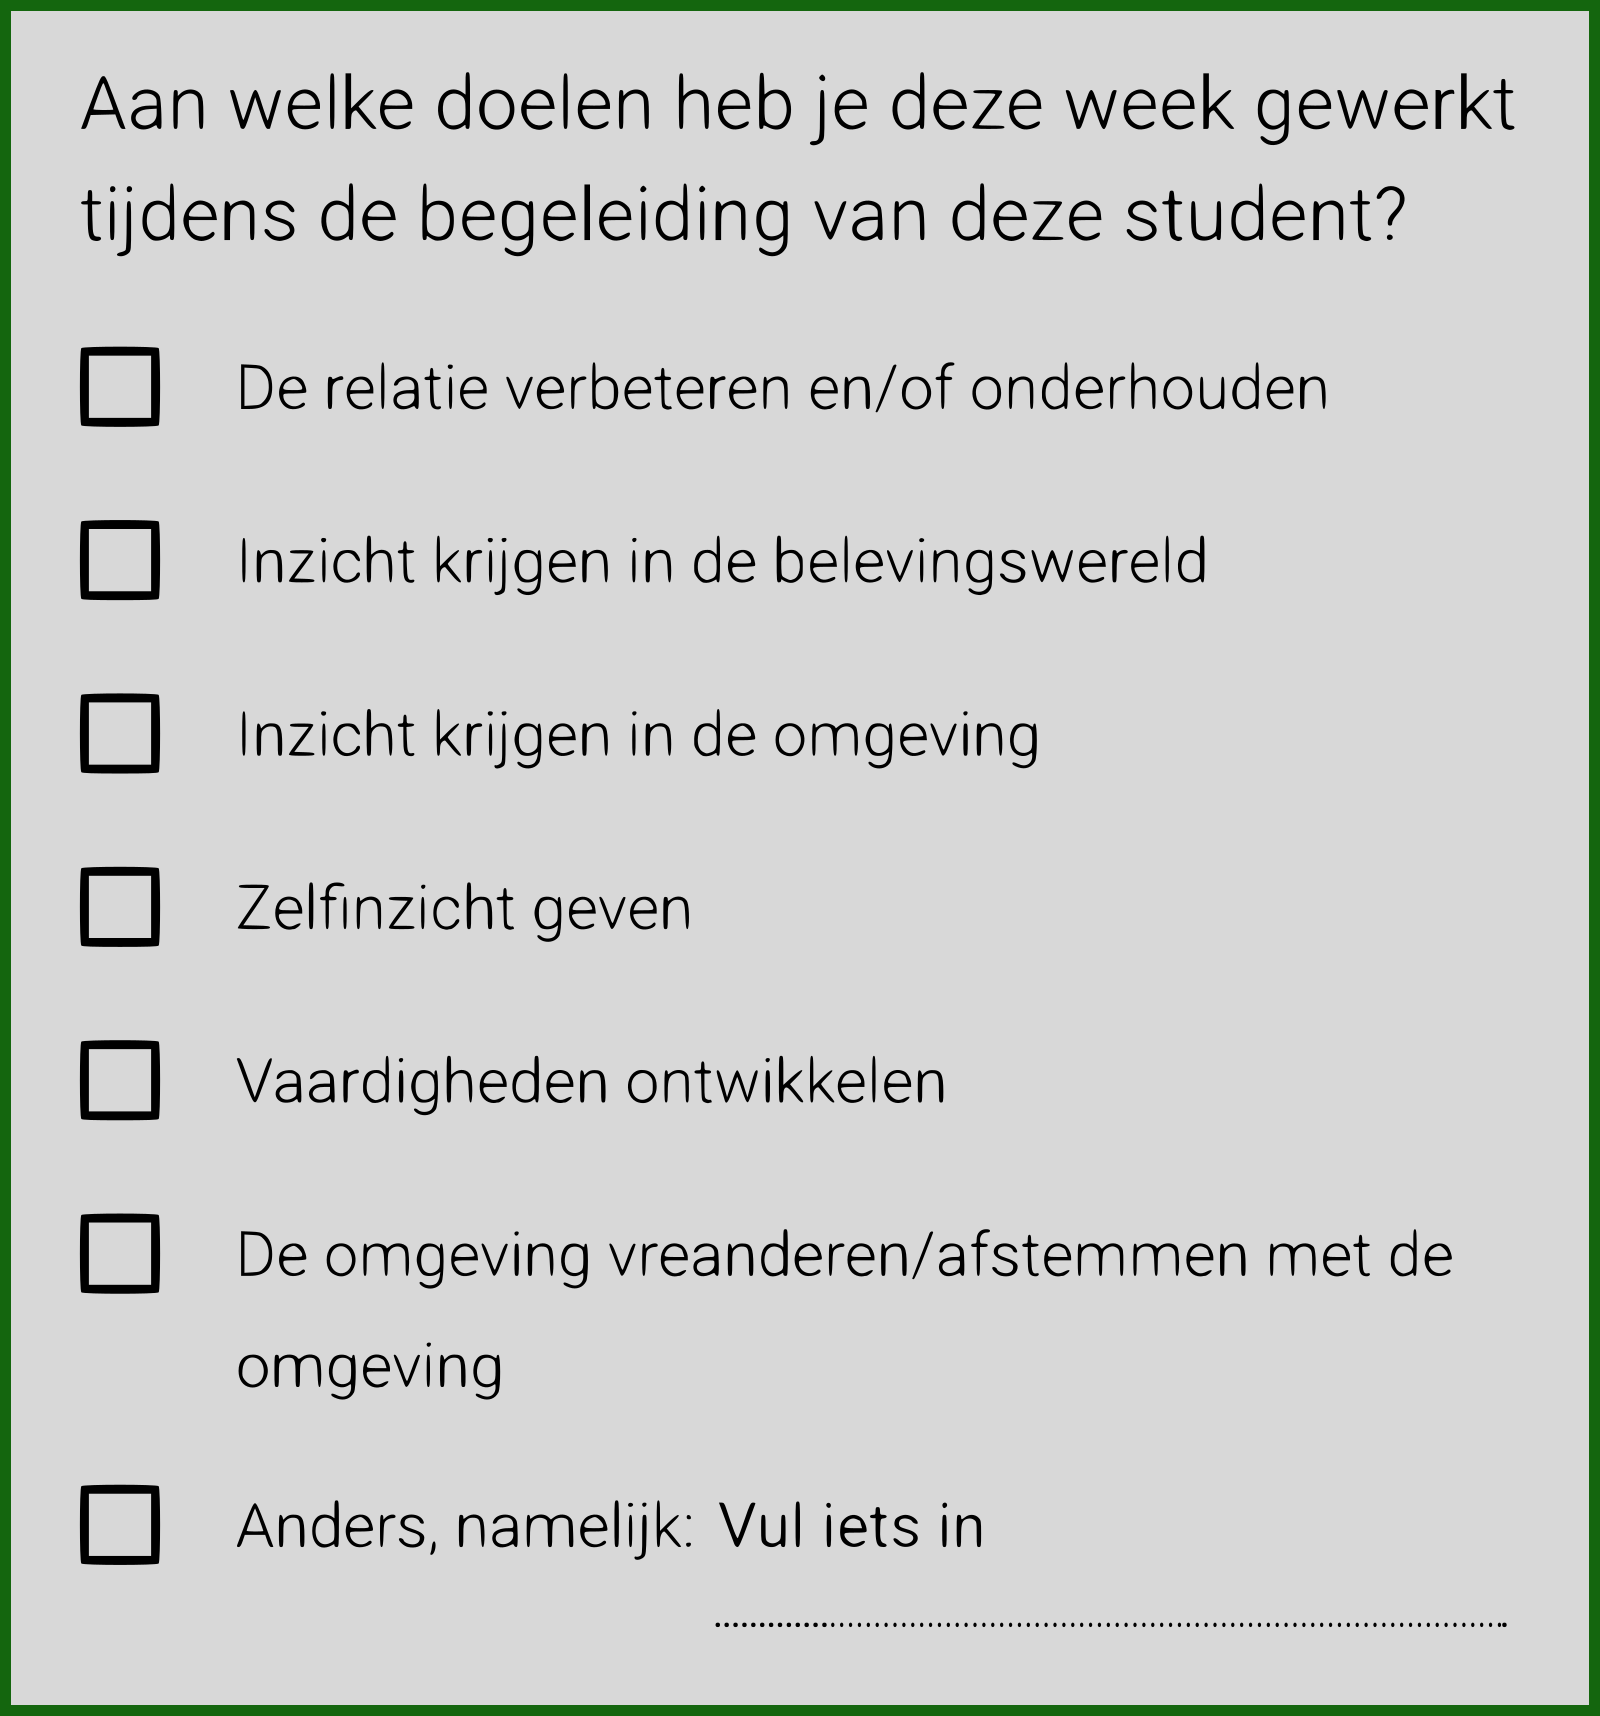 Aan welke doelen heb je deze week gewerkt
tijdens de begeleiding van deze student?
De relatie verbeteren en/of onderhouden
Inzicht krijgen in de belevingswereld
Inzicht krijgen in de omgeving
Zelfinzicht geven
Vaardigheden ontwikkelen
De omgeving vreanderen/afstemmen met de
omgeving
Anders, namelijk: Vul iets in